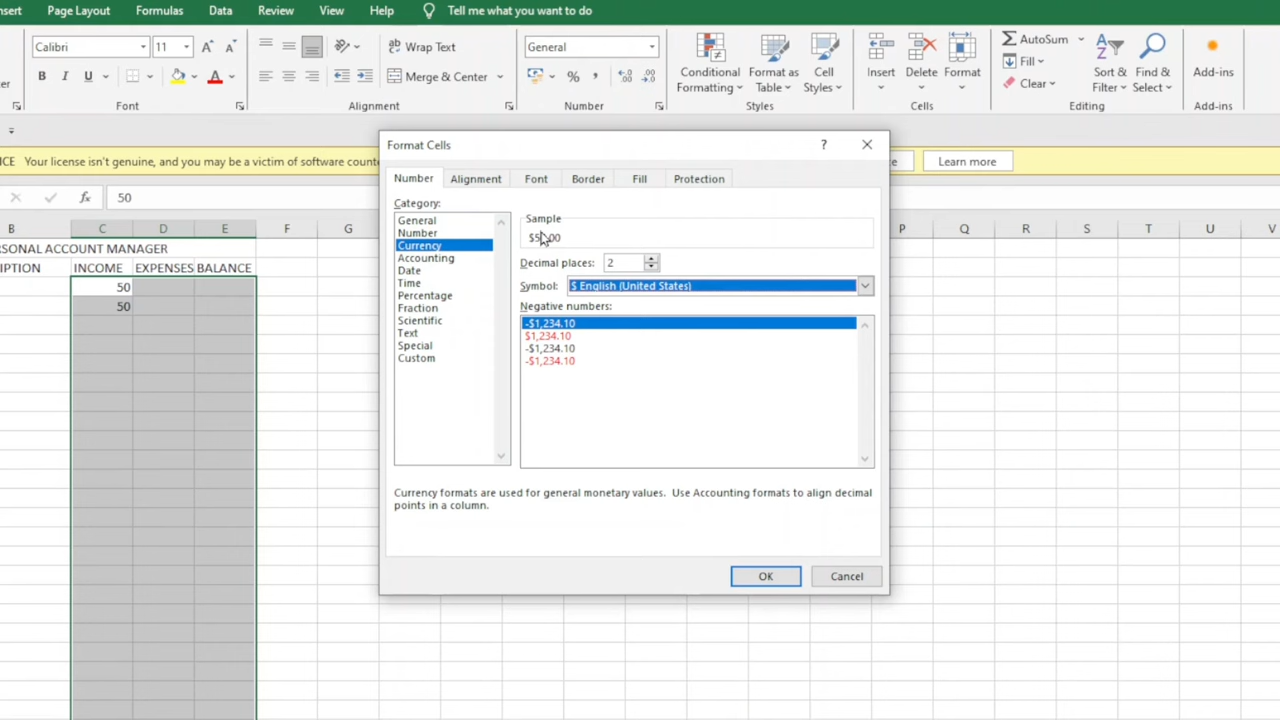 nsert Page Layout Formulas Data Review View Help Tell me what you want to do
Calibri 11 Wrap Text General AutoSum
Fill
B I U Merge & Center Conditional Formatting Format as Table Cell Styles Insert Delete Format Clear Sort & Filter Find & Select Add-ins
er Font Alignment Number Styles Cells Editing Add-ins
ICE Your license isn't genuine, and you may be a victim of software count e Learn more
fx 50
B C D E F G P Q R S T U V
RSONAL ACCOUNT MANAGER
IPTION INCOME EXPENSES BALANCE
50
50
Format Cells ?
Number Alignment Font Border Fill Protection
Category:
General
Number
Currency
Accounting
Date
Time
Percentage
Fraction
Scientific
Text
Special
Custom
Sample
Decimal places: 2
Symbol: $ English (United States)
Negative numbers:
-$1,234.10
$1,234.10
-$1,234.10
-$1,234.10
Currency formats are used for general monetary values. Use Accounting formats to align decimal
points in a column.
OK Cancel